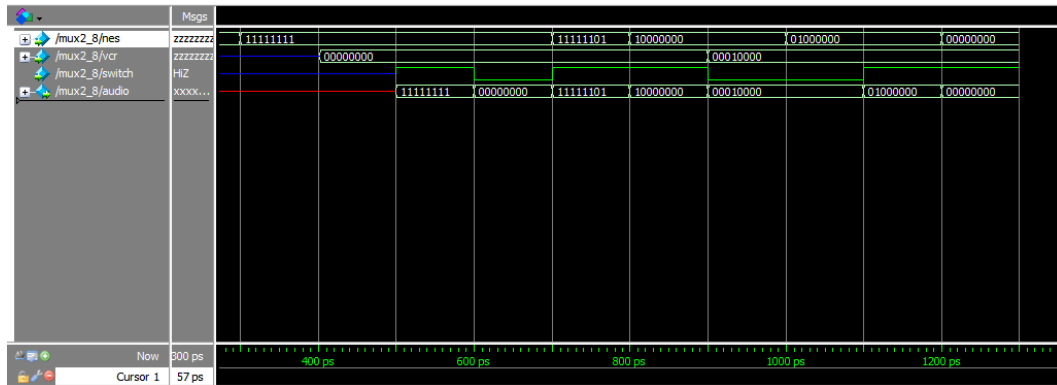 Msgs
/mux2_8/nes zzzzzzzz 11111111 11111101 10000000 01000000 00000000
/mux2_8/vcr zzzzzzzz 00000000 00010000
/mux2_8/switch HiZ
/mux2_8/audio xxxx... 11111111 00000000 11111101 10000000 00010000 01000000 00000000
Now 300 ps 400 ps 600 ps 800 ps 1000 ps 1200 ps
Cursor 1 57 ps